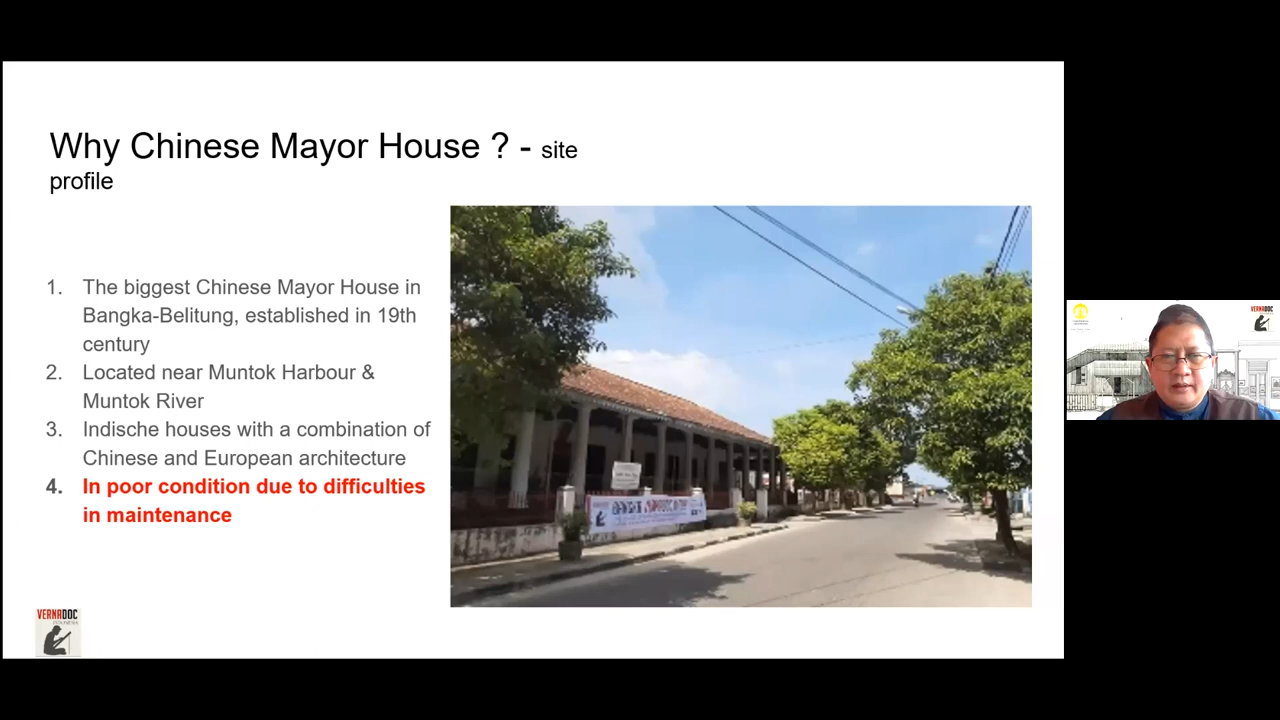 Why Chinese Mayor House ? - site
profile
1. The biggest Chinese Mayor House in
Bangka-Belitung, established in 19th
century
2. Located near Muntok Harbour &
Muntok River
3. Indische houses with a combination of
Chinese and European architecture
4. In poor condition due to difficulties
in maintenance
VERNADOC
INDONESIA
VERNADOC